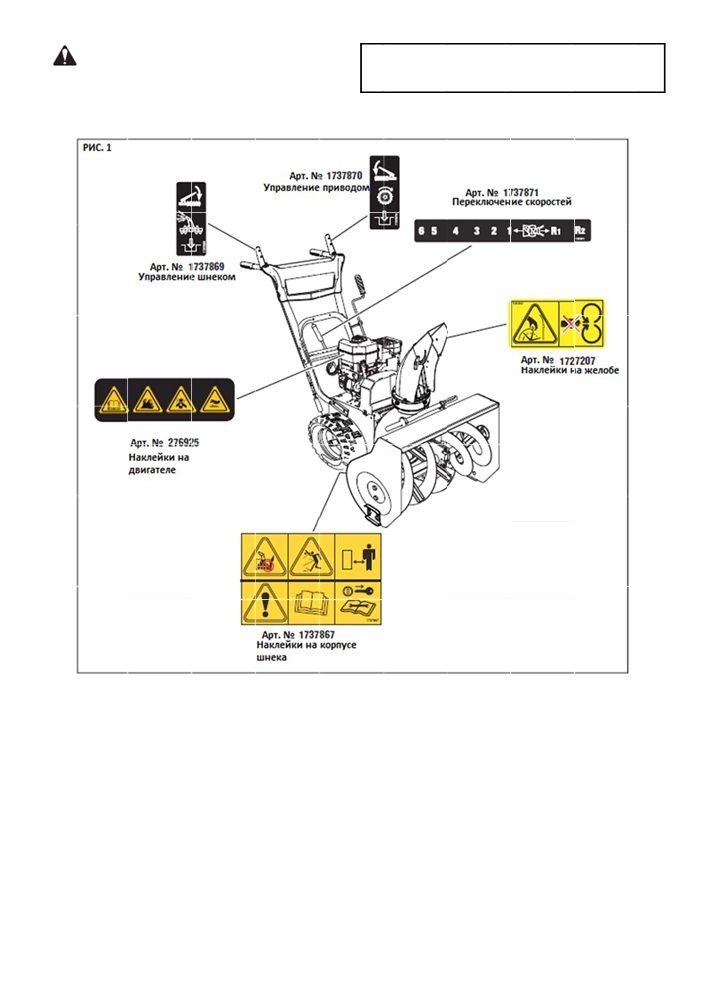 РИС. 1
Арт. № 1737870
Управление приводом
Арт. № 1737871
Переключение скоростей
6 5 4 3 2 1 R1 R2
Арт. № 1737869
Управление шнеком
Арт. № 1727207
Наклейки на желобе
Арт. № 276925
Наклейки на
двигателе
Арт. № 1737867
Наклейки на корпусе
шнека